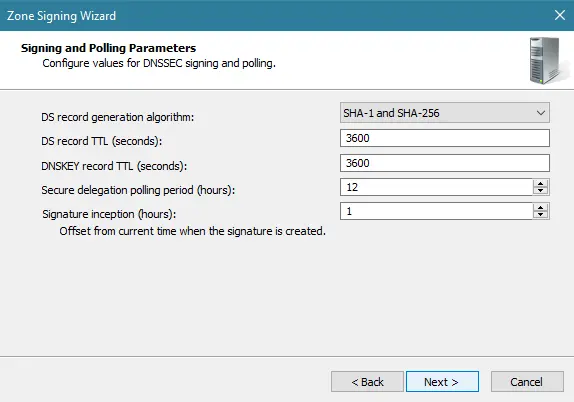 Zone Signing Wizard
Signing and Polling Parameters
Configure values for DNSSEC signing and polling.
DS record generation algorithm: SHA-1 and SHA-256
DS record TTL (seconds): 3600
DNSKEY record TTL (seconds): 3600
Secure delegation polling period (hours): 12
Signature inception (hours): 1
Offset from current time when the signature is created.
< Back Next > Cancel